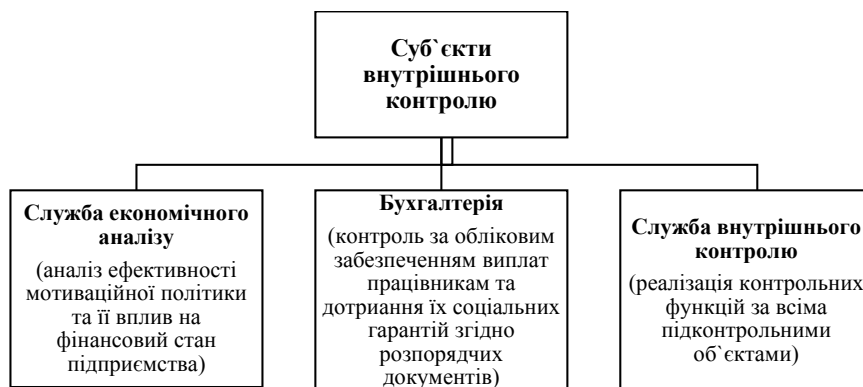 Суб`єкти
внутрішнього
контролю
Служба економічного
аналізу
(аналіз ефективності
мотиваційної політики
та її вплив на
фінансовий стан
підприємства)
Бухгалтерія
(контроль за обліковим
забезпеченням виплат
працівникам та
дотриання їх соціальних
гарантій згідно
розпорядчих
документів)
Служба внутрішнього
контролю
(реалізація контрольних
функцій за всіма
підконтрольними
об`єктами)